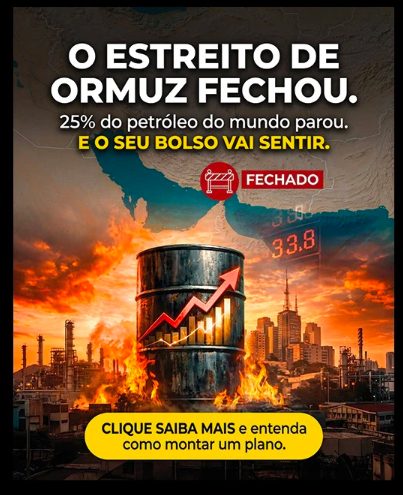 O ESTREITO DE
ORMUZ FECHOU.
25% do petróleo do mundo parou.
E O SEU BOLSO VAI SENTIR.
FECHADO
33.8
CLIQUE SAIBA MAIS e entenda
como montar um plano.